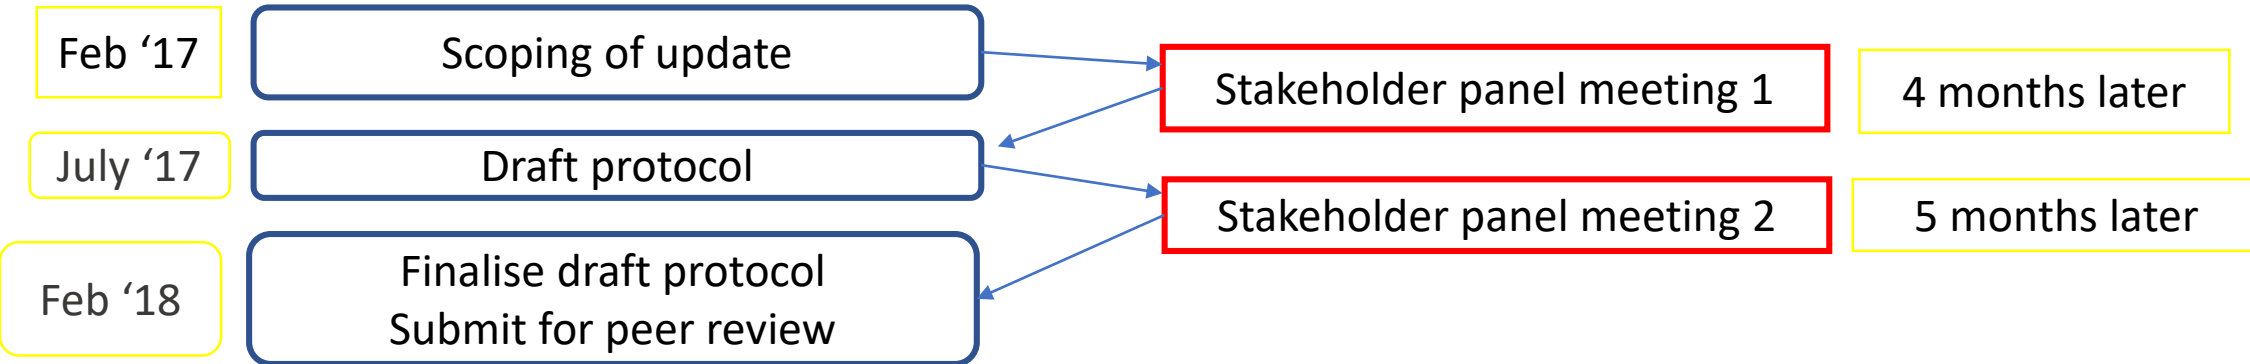 Feb ‘17
Scoping of update
Stakeholder panel meeting 1
4 months later
July ‘17
Draft protocol
Stakeholder panel meeting 2
5 months later
Feb ‘18
Finalise draft protocol
Submit for peer review